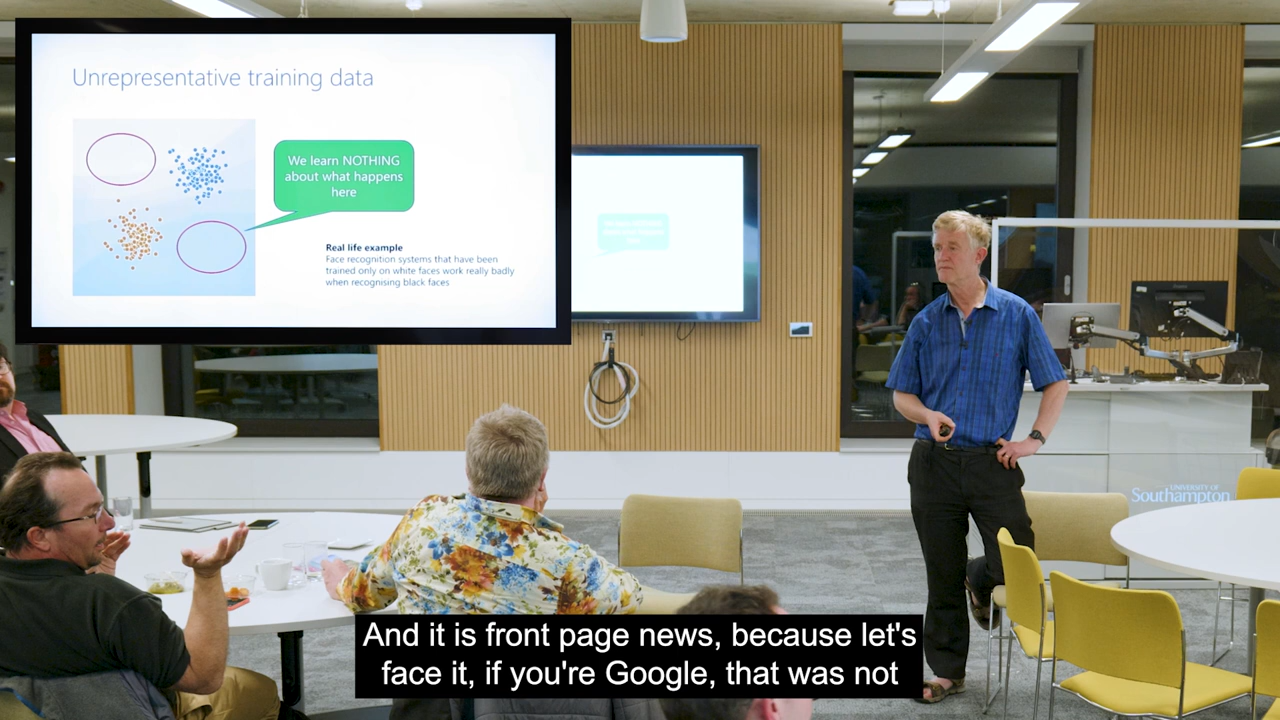 Unrepresentative training data
We learn NOTHING
about what happens
here
Real life example
Face recognition systems that have been
trained only on white faces work really badly
when recognising black faces
UNIVERSITY OF
Southampton
And it is front page news, because let's
face it, if you're Google, that was not